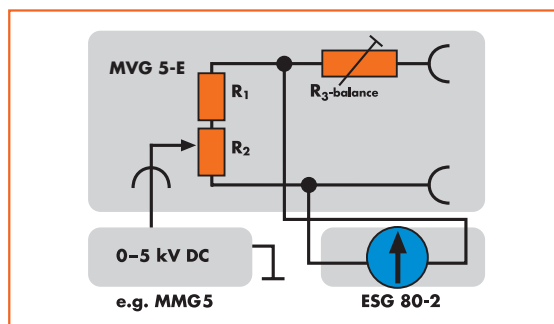 MVG 5-E
R1
R2
R3-balance
0–5 kV DC
e.g. MMG5
ESG 80-2